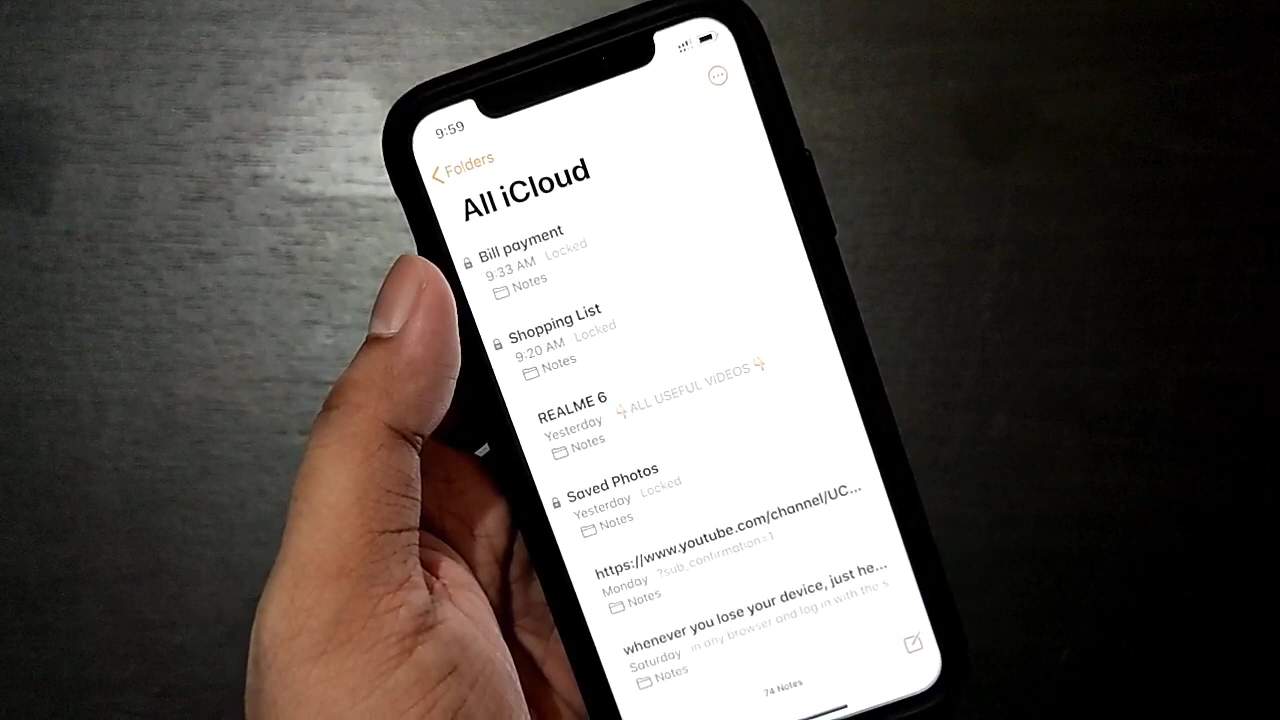 9:59
Folders
All iCloud
Bill payment
9:33 AM Locked
Notes
Shopping List
9:20 AM Locked
Notes
REALME 6
Yesterday 👇ALL USEFUL ViDEOS 👇
Notes
Saved Photos
Yesterday Locked
Notes
https://www.youtube.com/channel/UC...
Monday ?sub_confirmation=1
Notes
whenever you lose your device, just he...
Saturday in any browser and log in with the s
Notes
74 Notes